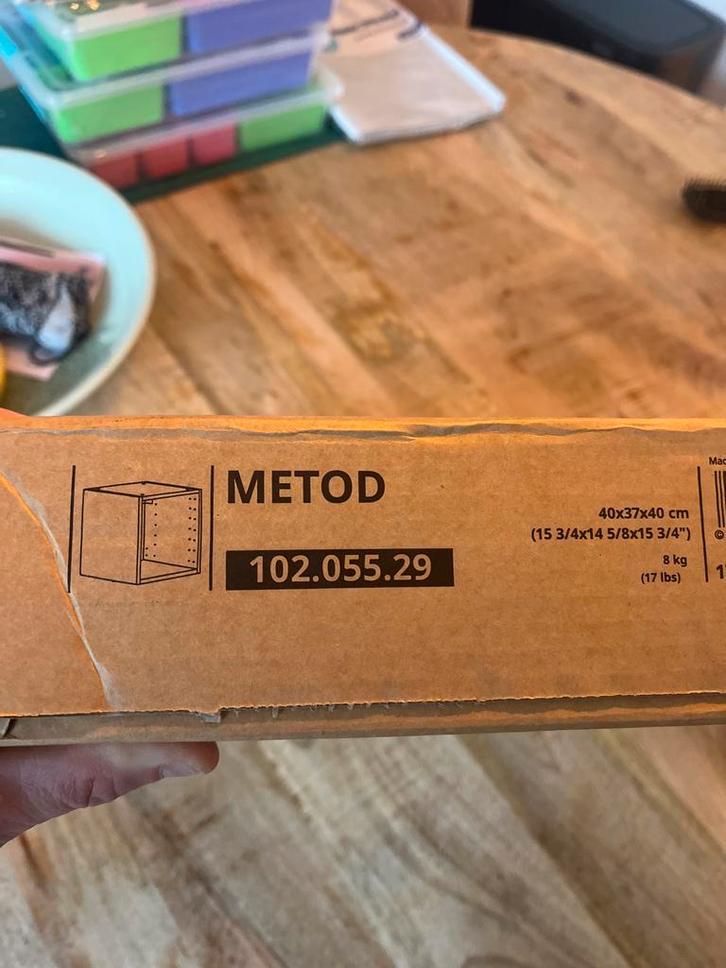 METOD
102.055.29
40x37x40 cm
(15 3/4x14 5/8x15 3/4")
8 kg
(17 lbs)
©